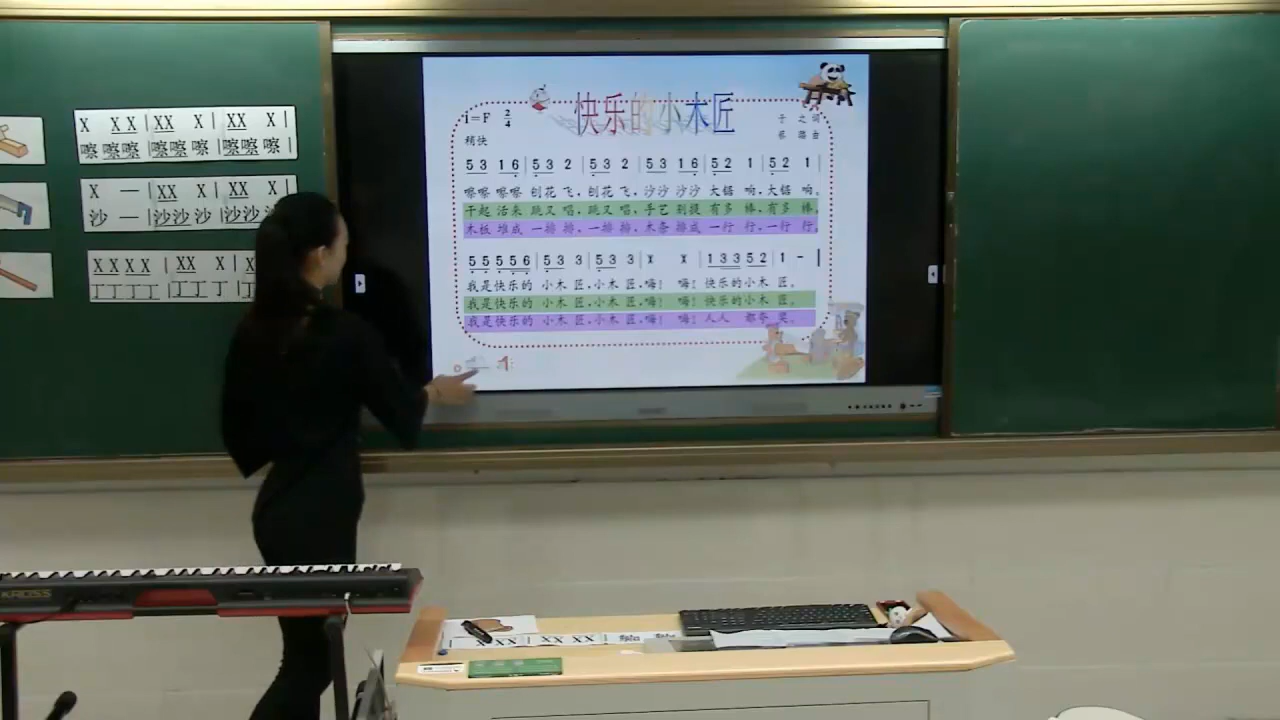 X XX | XX X | XX X |
嚓 嚓嚓 嚓嚓 嚓 嚓嚓 嚓
X — | XX X | XX X |
沙 — | 沙沙 沙 | 沙沙
XX XX | XX X |
丁丁丁丁 丁丁 丁
快乐的小木匠
1=F 2/4
于 之 词
稍快
曲
5 3 1 6 | 5 3 2 | 5 3 2 | 5 3 1 6 | 5 2 1 | 5 2 1 |
嚓嚓 嚓嚓 刨花 飞,刨花 飞,沙沙 沙沙 大锯 响,大锯 响。
干起 活来 跳又 唱,跳又 唱,手艺 别提 有多 棒,有多 棒。
木板 堆成 一排 排,一排 排,木条 排成 一行 行,一行 行。
5 5 5 5 6 | 5 3 3 | 5 3 3 | x x | 1 3 3 5 2 | 1 - |
我是快乐的 小木 匠,小木 匠,嗨! 嗨! 快乐的小木 匠。
我是快乐的 小木 匠,小木 匠,嗨! 嗨! 快乐的小木 匠。
我是快乐的 小木 匠,小木 匠,嗨! 嗨! 人人 都夸 奖。
KROSS
XX X
XX XX